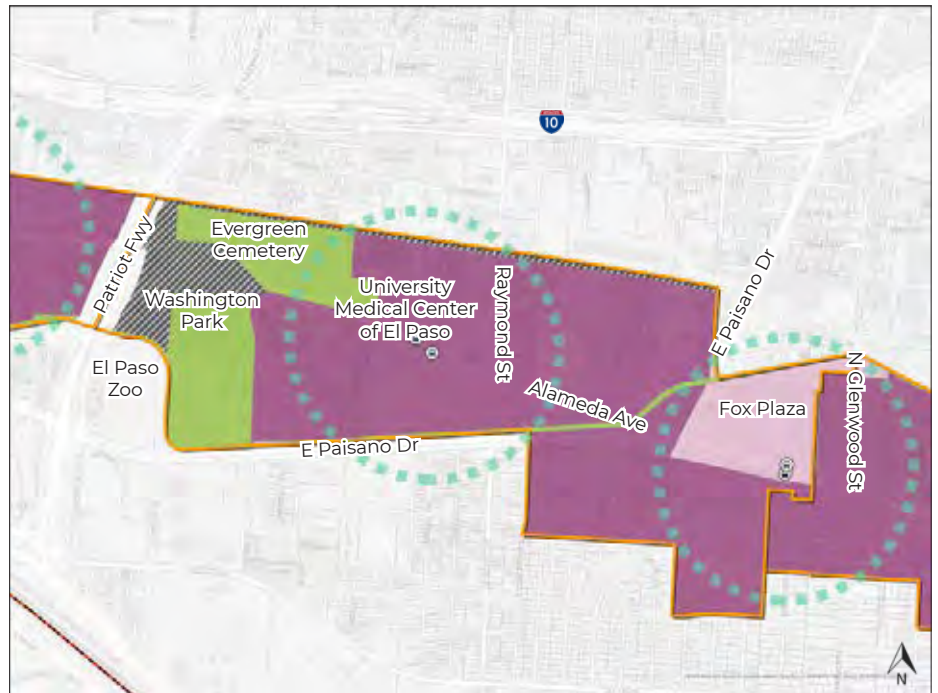 10
Evergreen
Cemetery
Patriot Fwy
Washington
Park
University
Medical Center
of El Paso
Raymond St
E Paisano Dr
El Paso
Zoo
Alameda Ave
Fox Plaza
N Glenwood St
E Paisano Dr
N